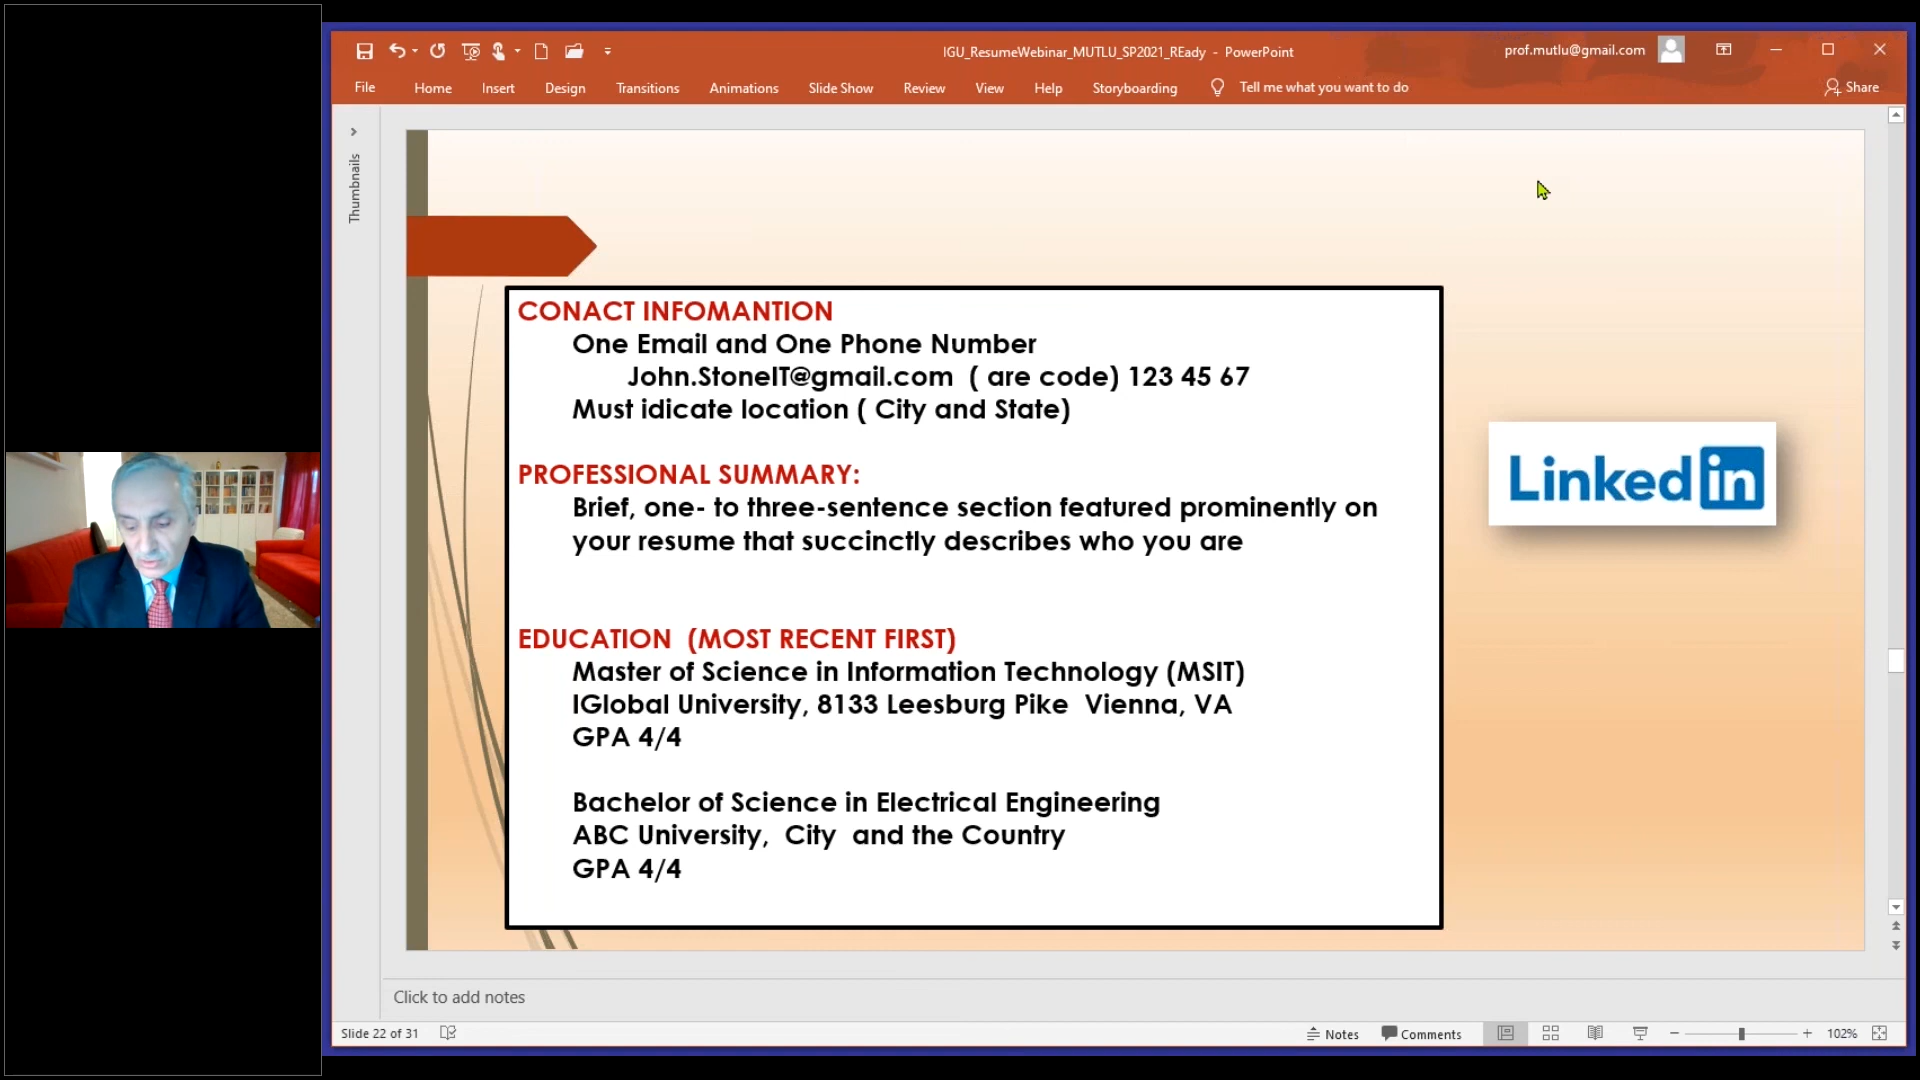 IGU_ResumeWebinar_MUTLU_SP2021_REady - PowerPoint
prof.mutlu@gmail.com
File Home Insert Design Transitions Animations Slide Show Review View Help Storyboarding Tell me what you want to do Share
Thumbnails
CONACT INFOMANTION
One Email and One Phone Number
John.StoneIT@gmail.com ( are code) 123 45 67
Must idicate location ( City and State)
PROFESSIONAL SUMMARY:
Brief, one- to three-sentence section featured prominently on
your resume that succinctly describes who you are
EDUCATION (MOST RECENT FIRST)
Master of Science in Information Technology (MSIT)
IGlobal University, 8133 Leesburg Pike Vienna, VA
GPA 4/4
Bachelor of Science in Electrical Engineering
ABC University, City and the Country
GPA 4/4
Linked in
Click to add notes
Slide 22 of 31
Notes Comments 102%